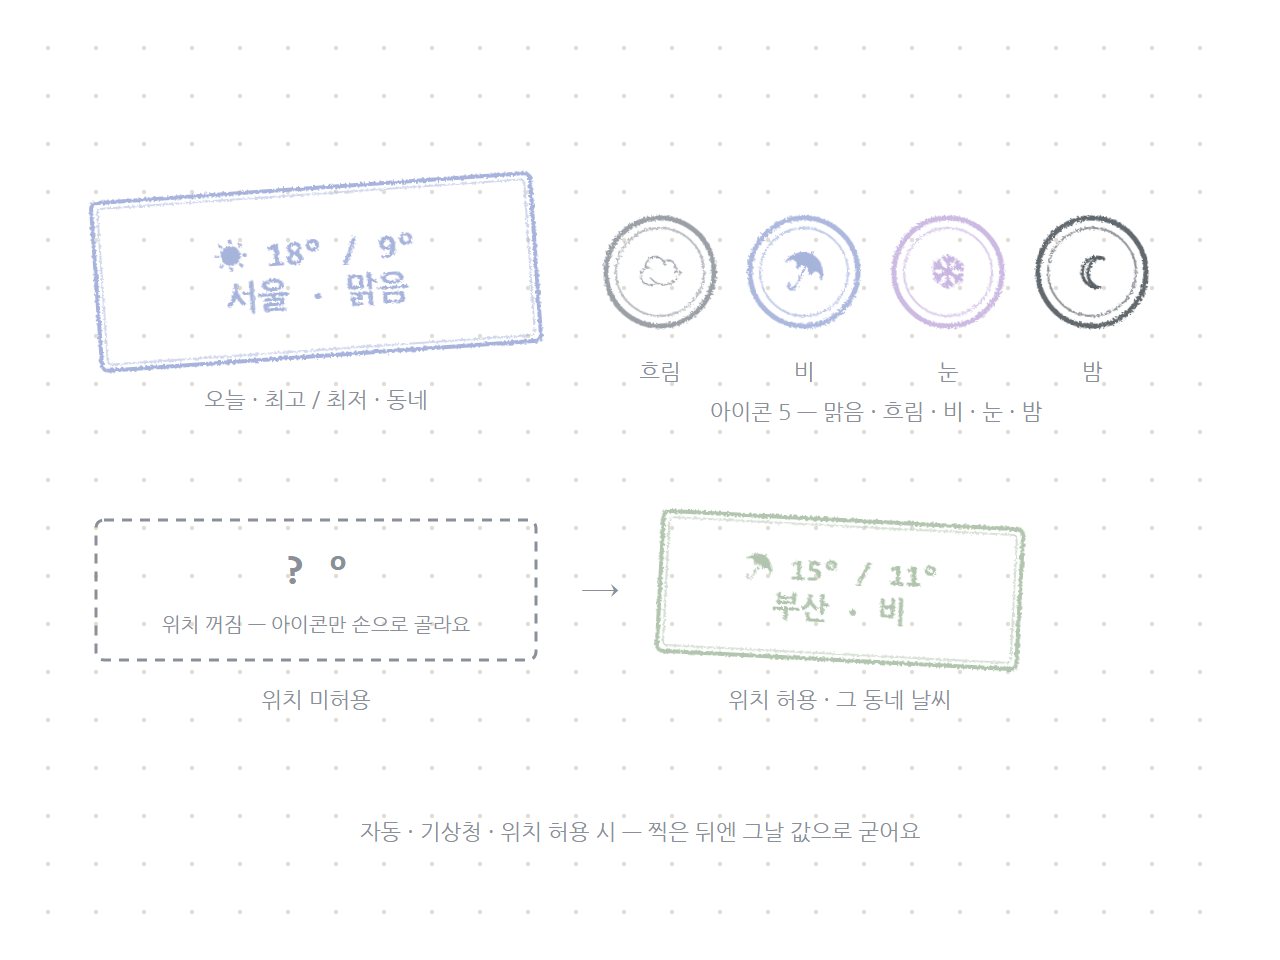 18° / 9°
서울 · 맑음
오늘 · 최고 / 최저 · 동네
흐림
비
눈
밤
아이콘 5 — 맑음 · 흐림 · 비 · 눈 · 밤
? °
위치 꺼짐 — 아이콘만 손으로 골라요
위치 미허용
→
15° / 11°
부산 · 비
위치 허용 · 그 동네 날씨
자동 · 기상청 · 위치 허용 시 — 찍은 뒤엔 그날 값으로 굳어요